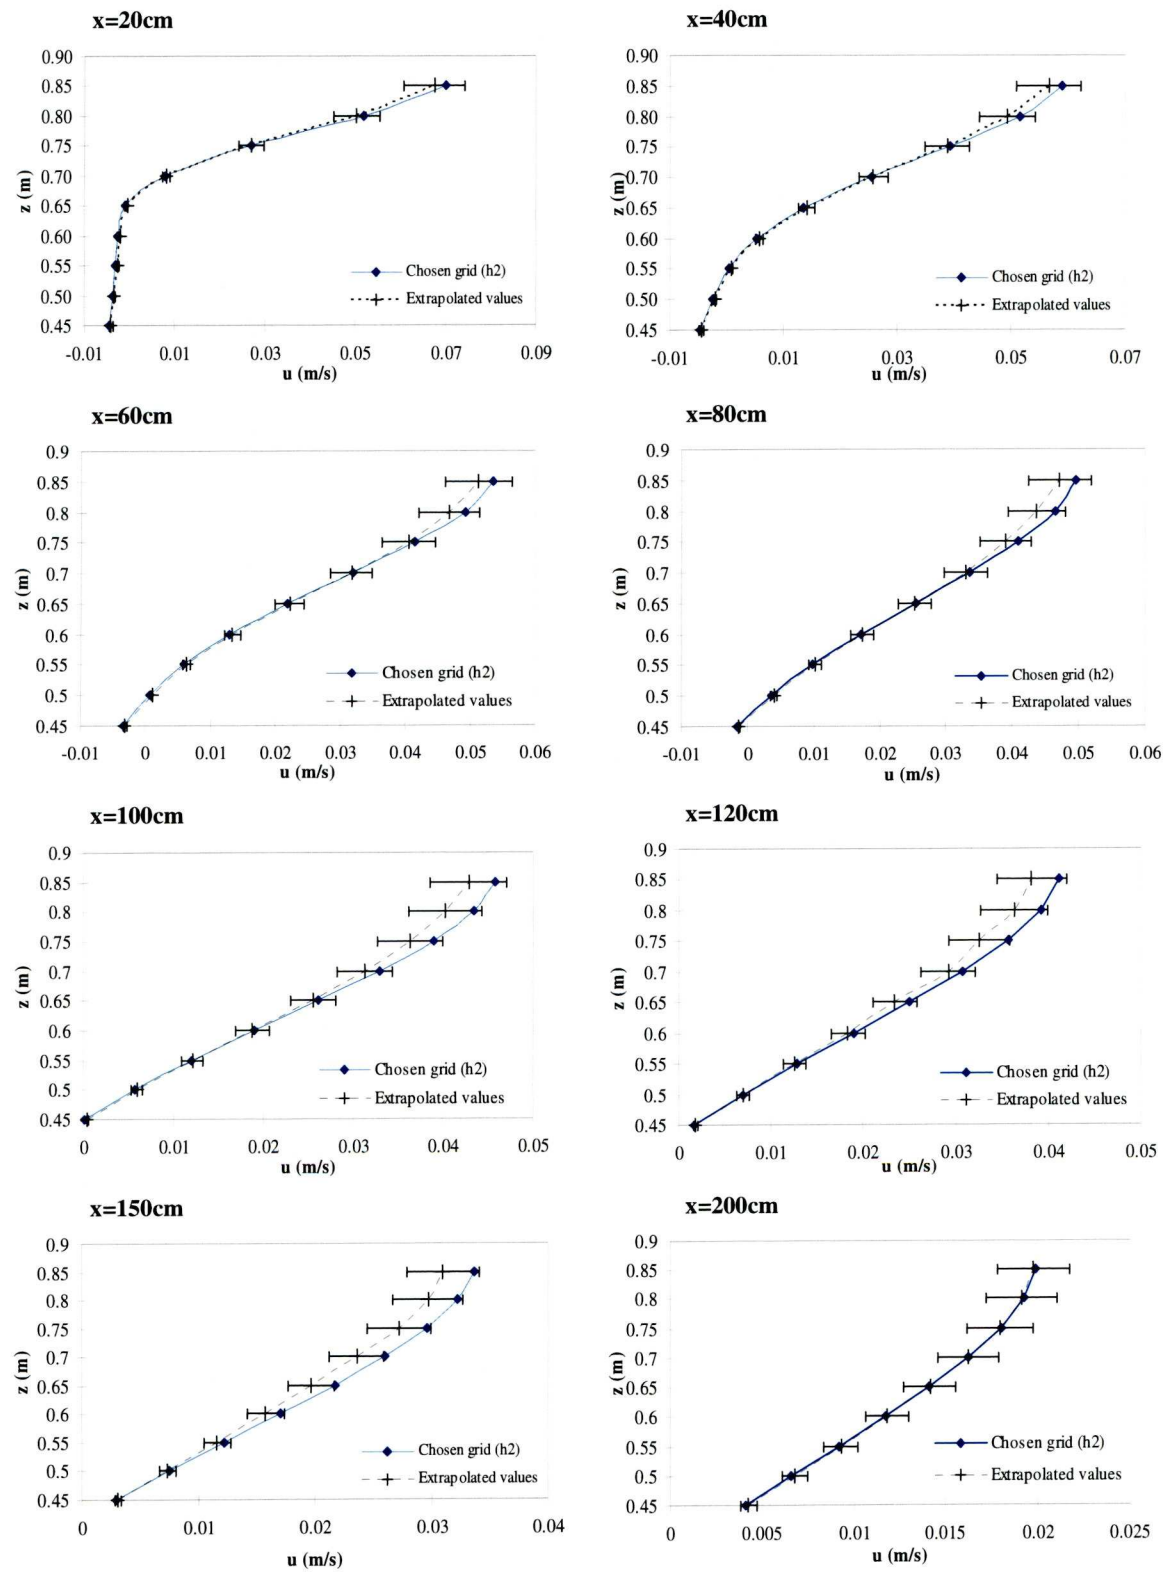 x=20cm
0.90
0.85
0.80
0.75
0.70
0.65
0.60
0.55
0.50
0.45
z (m)
-0.01 0.01 0.03 0.05 0.07 0.09
u (m/s)
Chosen grid (h2)
Extrapolated values
x=40cm
0.90
0.85
0.80
0.75
0.70
0.65
0.60
0.55
0.50
0.45
z (m)
-0.01 0.01 0.03 0.05 0.07
u (m/s)
Chosen grid (h2)
Extrapolated values
x=60cm
0.9
0.85
0.8
0.75
0.7
0.65
0.6
0.55
0.5
0.45
z (m)
-0.01 0 0.01 0.02 0.03 0.04 0.05 0.06
u (m/s)
Chosen grid (h2)
Extrapolated values
x=80cm
0.9
0.85
0.8
0.75
0.7
0.65
0.6
0.55
0.5
0.45
z (m)
-0.01 0 0.01 0.02 0.03 0.04 0.05 0.06
u (m/s)
Chosen grid (h2)
Extrapolated values
x=100cm
0.9
0.85
0.8
0.75
0.7
0.65
0.6
0.55
0.5
0.45
z (m)
0 0.01 0.02 0.03 0.04 0.05
u (m/s)
Chosen grid (h2)
Extrapolated values
x=120cm
0.9
0.85
0.8
0.75
0.7
0.65
0.6
0.55
0.5
0.45
z (m)
0 0.01 0.02 0.03 0.04 0.05
u (m/s)
Chosen grid (h2)
Extrapolated values
x=150cm
0.9
0.85
0.8
0.75
0.7
0.65
0.6
0.55
0.5
0.45
z (m)
0 0.01 0.02 0.03 0.04
u (m/s)
Chosen grid (h2)
Extrapolated values
x=200cm
0.9
0.85
0.8
0.75
0.7
0.65
0.6
0.55
0.5
0.45
z (m)
0 0.005 0.01 0.015 0.02 0.025
u (m/s)
Chosen grid (h2)
Extrapolated values